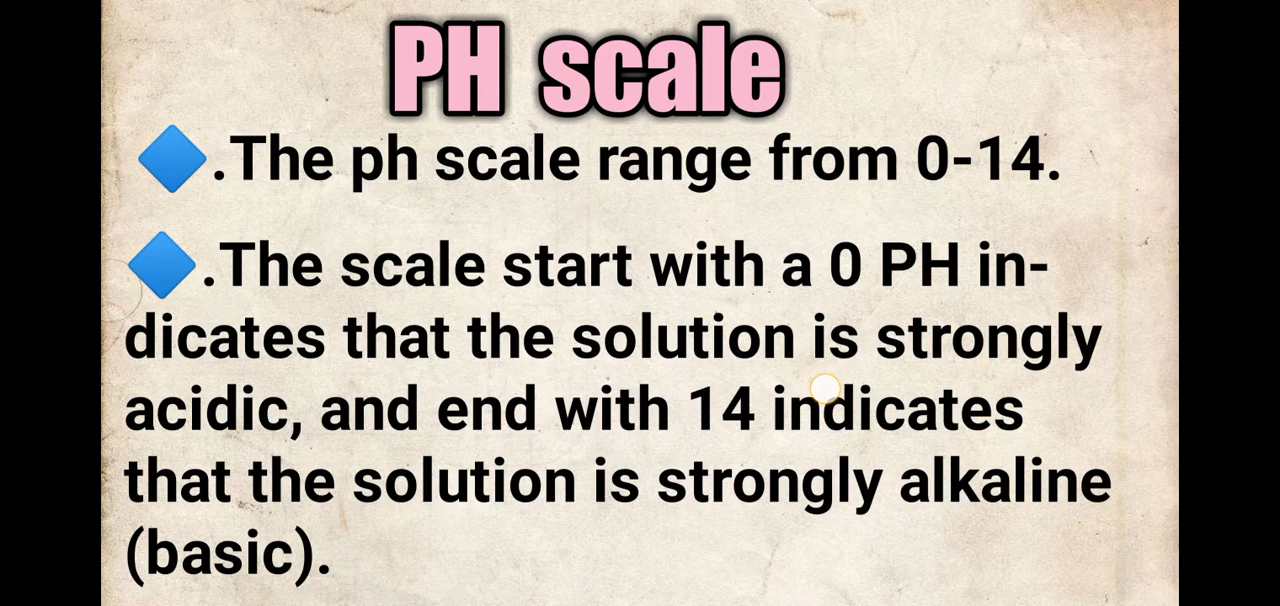 PH scale
🔷.The ph scale range from 0-14.
🔷.The scale start with a 0 PH in-
dicates that the solution is strongly
acidic, and end with 14 indicates
that the solution is strongly alkaline
(basic).